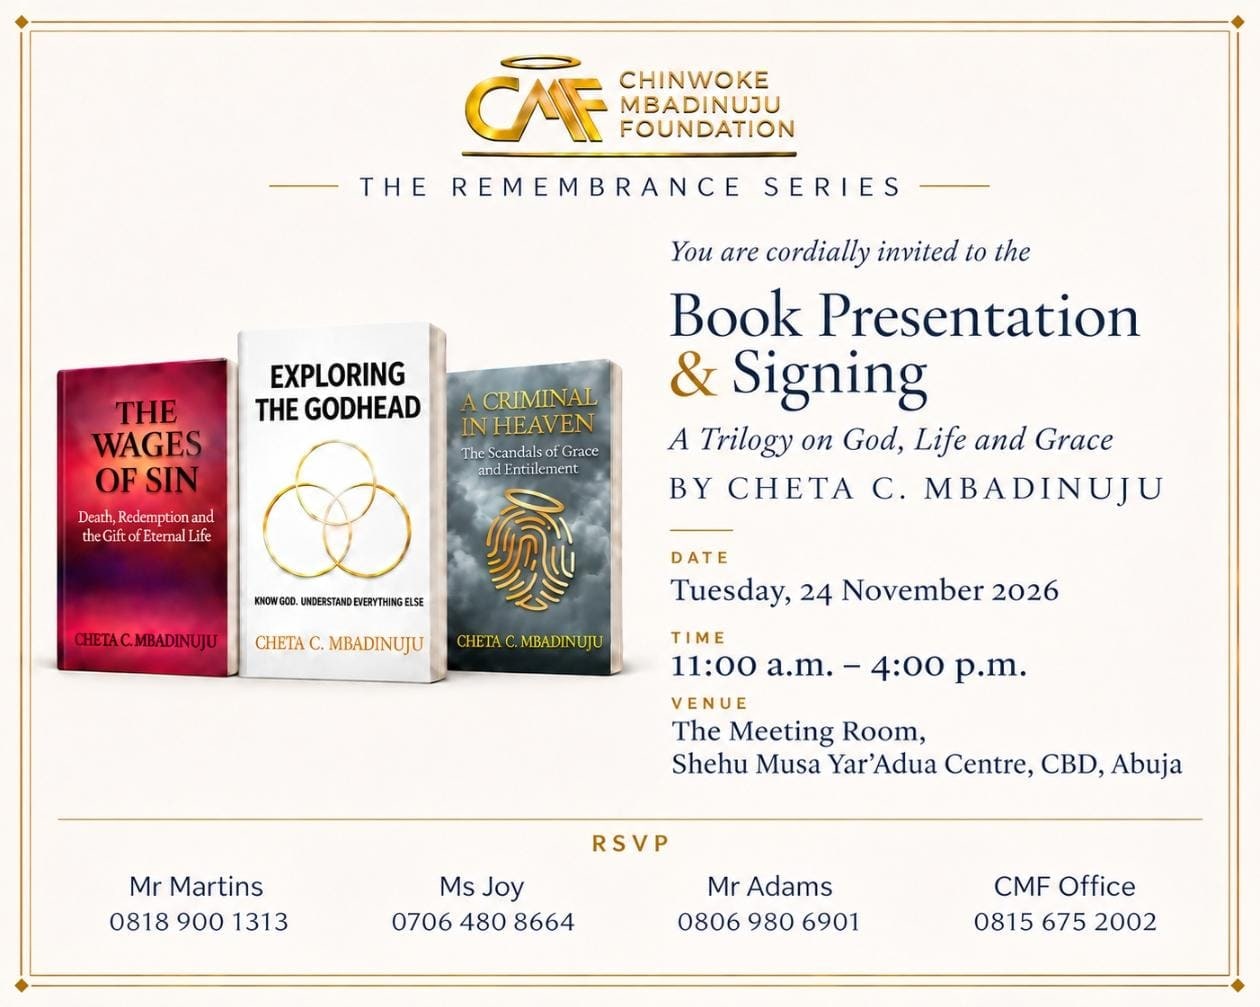 CMF
CHINWOKE
MBADINUJU
FOUNDATION
THE REMEMBRANCE SERIES
You are cordially invited to the
Book Presentation
& Signing
A Trilogy on God, Life and Grace
BY CHETA C. MBADINUJU
DATE
Tuesday, 24 November 2026
TIME
11:00 a.m. – 4:00 p.m.
VENUE
The Meeting Room,
Shehu Musa Yar’Adua Centre, CBD, Abuja
THE
WAGES
OF SIN
Death, Redemption and
the Gift of Eternal Life
CHETA C. MBADINUJU
EXPLORING
THE GODHEAD
KNOW GOD. UNDERSTAND EVERYTHING ELSE
CHETA C. MBADINUJU
A CRIMINAL
IN HEAVEN
The Scandals of Grace
and Entiilement
CHETA C. MBADINUJU
RSVP
Mr Martins
0818 900 1313
Ms Joy
0706 480 8664
Mr Adams
0806 980 6901
CMF Office
0815 675 2002